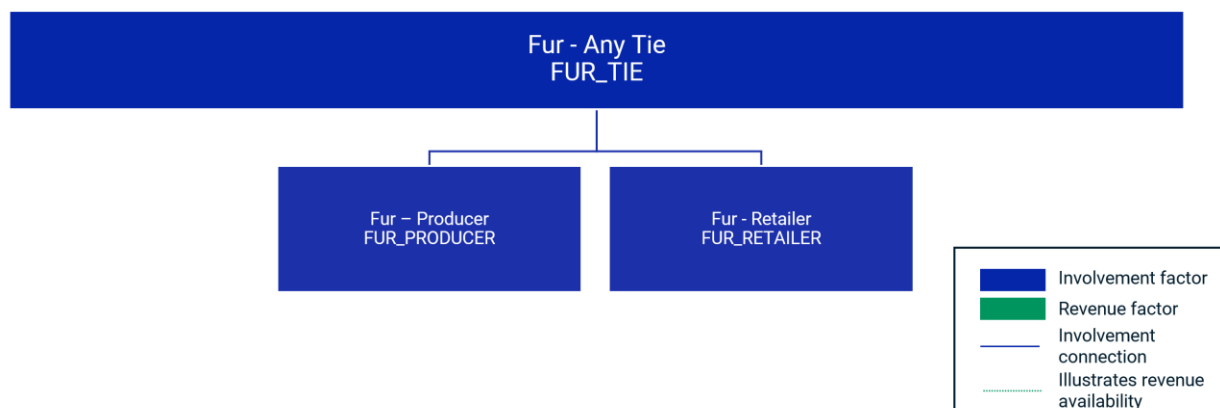 Fur - Any Tie
FUR_TIE
Fur – Producer
FUR_PRODUCER
Fur - Retailer
FUR_RETAILER
Involvement factor
Revenue factor
Involvement
connection
Illustrates revenue
availability